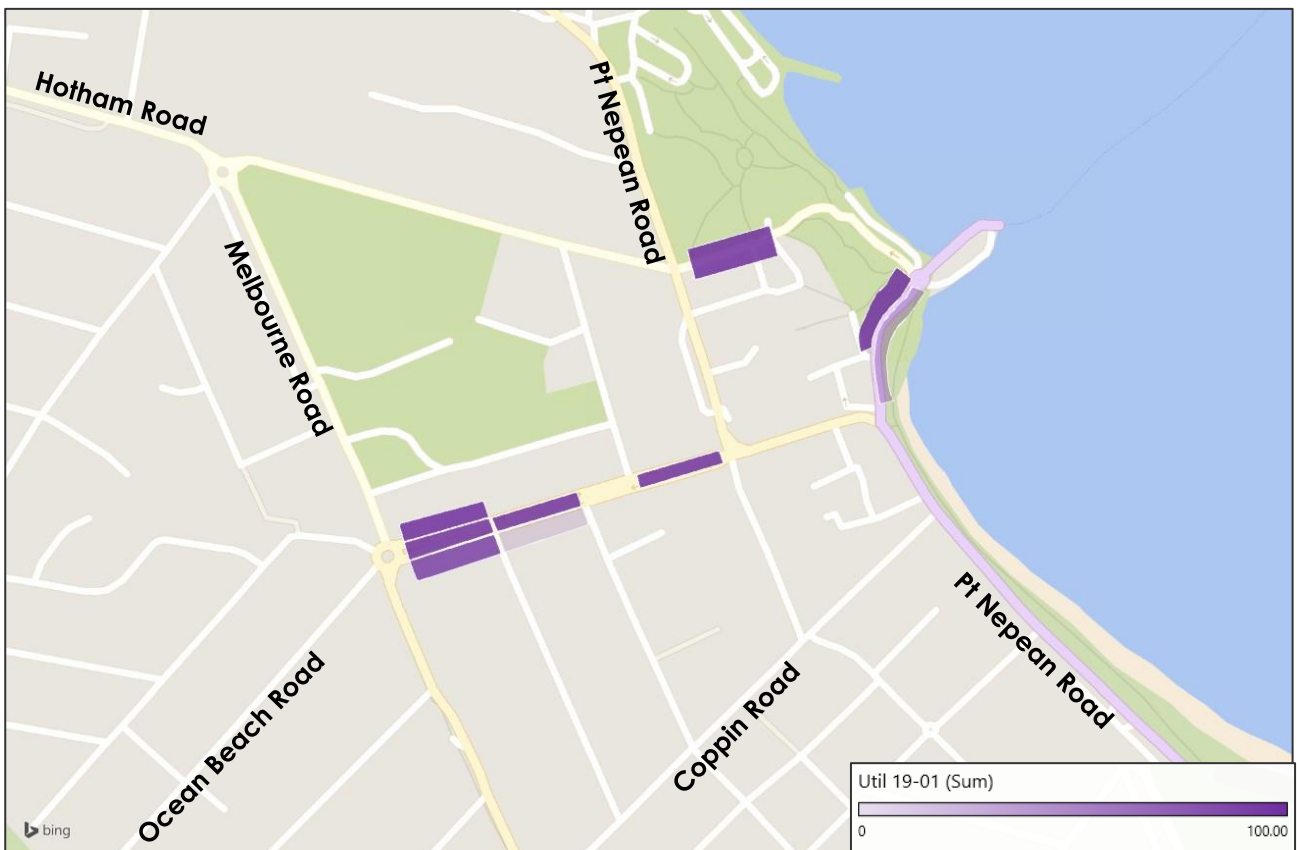 Hotham Road
Pt Nepean Road
Melbourne Road
Pt Nepean Road
Ocean Beach Road
Coppin Road
Util 19-01 (Sum)
0 100.00
bing